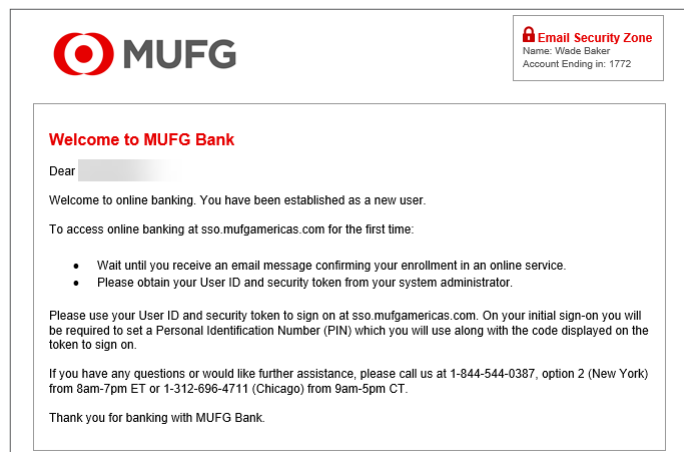 MUFG
Email Security Zone
Name: Wade Baker
Account Ending in: 1772
Welcome to MUFG Bank
Dear
Welcome to online banking. You have been established as a new user.
To access online banking at sso.mufgamericas.com for the first time:
• Wait until you receive an email message confirming your enrollment in an online service.
• Please obtain your User ID and security token from your system administrator.
Please use your User ID and security token to sign on at sso.mufgamericas.com. On your initial sign-on you will
be required to set a Personal Identification Number (PIN) which you will use along with the code displayed on the
token to sign on.
If you have any questions or would like further assistance, please call us at 1-844-544-0387, option 2 (New York)
from 8am-7pm ET or 1-312-696-4711 (Chicago) from 9am-5pm CT.
Thank you for banking with MUFG Bank.